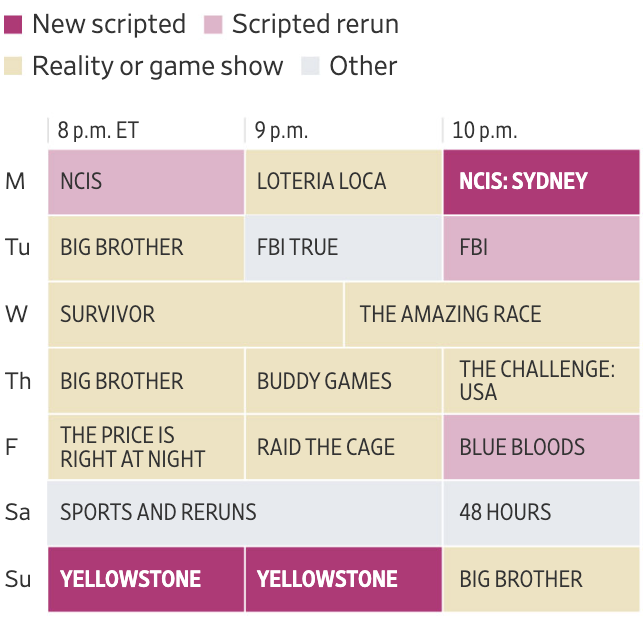 New scripted Scripted rerun
Reality or game show Other
8 p.m. ET 9 p.m. 10 p.m.
M NCIS LOTERIA LOCA NCIS: SYDNEY
Tu BIG BROTHER FBI TRUE FBI
W SURVIVOR THE AMAZING RACE
Th BIG BROTHER BUDDY GAMES THE CHALLENGE:
USA
F THE PRICE IS
RIGHT AT NIGHT RAID THE CAGE BLUE BLOODS
Sa SPORTS AND RERUNS 48 HOURS
Su YELLOWSTONE YELLOWSTONE BIG BROTHER